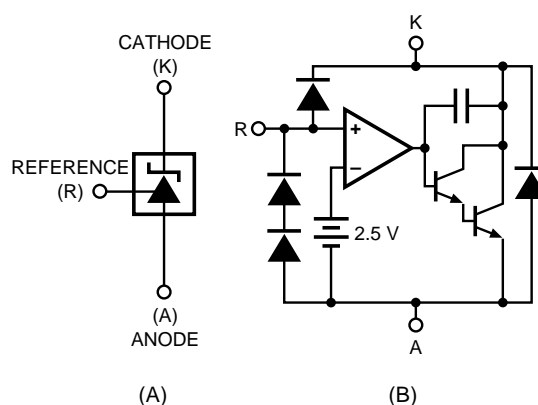 CATHODE
(K)
REFERENCE
(R)
(A)
ANODE
(A)
K
R
+
–
2.5 V
A
(B)